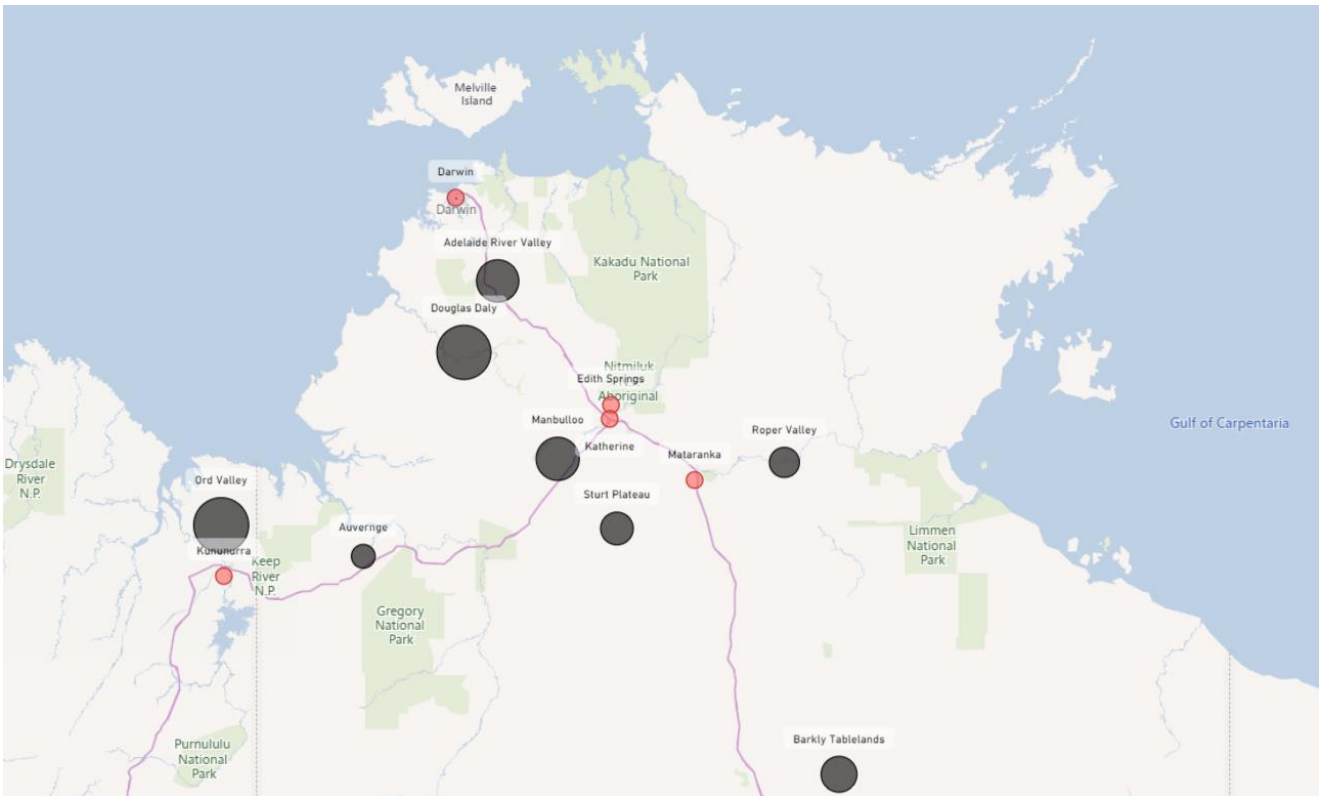 Melville
Island
Darwin
Darwin
Adelaide River Valley
Kakadu National
Park
Douglas Daly
Nitmiluk
Edith Springs
Aboriginal
Manbulloo
Gulf of Carpentaria
Roper Valley
Katherine
Mataranka
Drysdale
River
N.P.
Ord Valley
Sturt Plateau
Auvernge
Limmen
National
Park
Kununurra
Keep
River
N.P.
Gregory
National
Park
Barkly Tablelands
Purnululu
National
Park